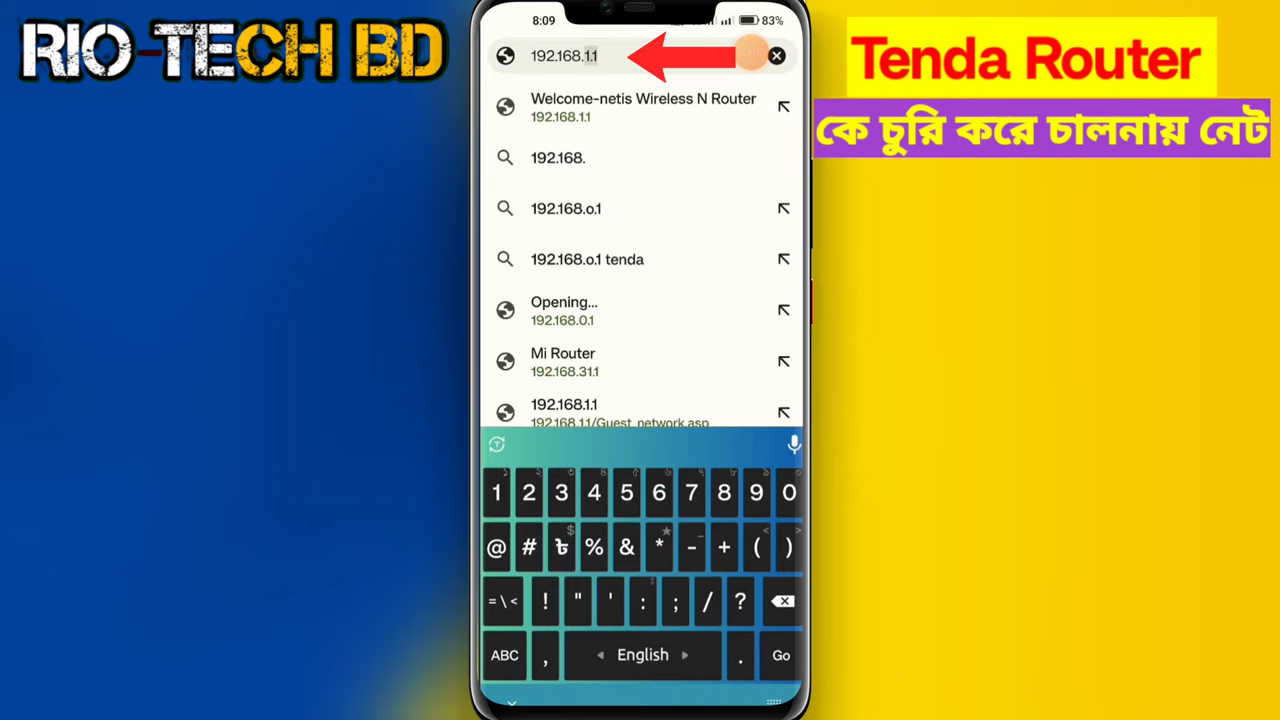 RIO-TECH BD
8:09
83%
192.168.1.1
Tenda Router
কে চুরি করে চালনায় নেট
Welcome-netis Wireless N Router
192.168.1.1
192.168.
192.168.o.1
192.168.o.1 tenda
Opening...
192.168.0.1
Mi Router
192.168.31.1
192.168.1.1
192.168.1.1/Guest_network.asp
1 2 3 4 5 6 7 8 9 0
@ # ৳ % & * - + ( )
= \ < ! " ' : ; / ?
ABC , English . Go